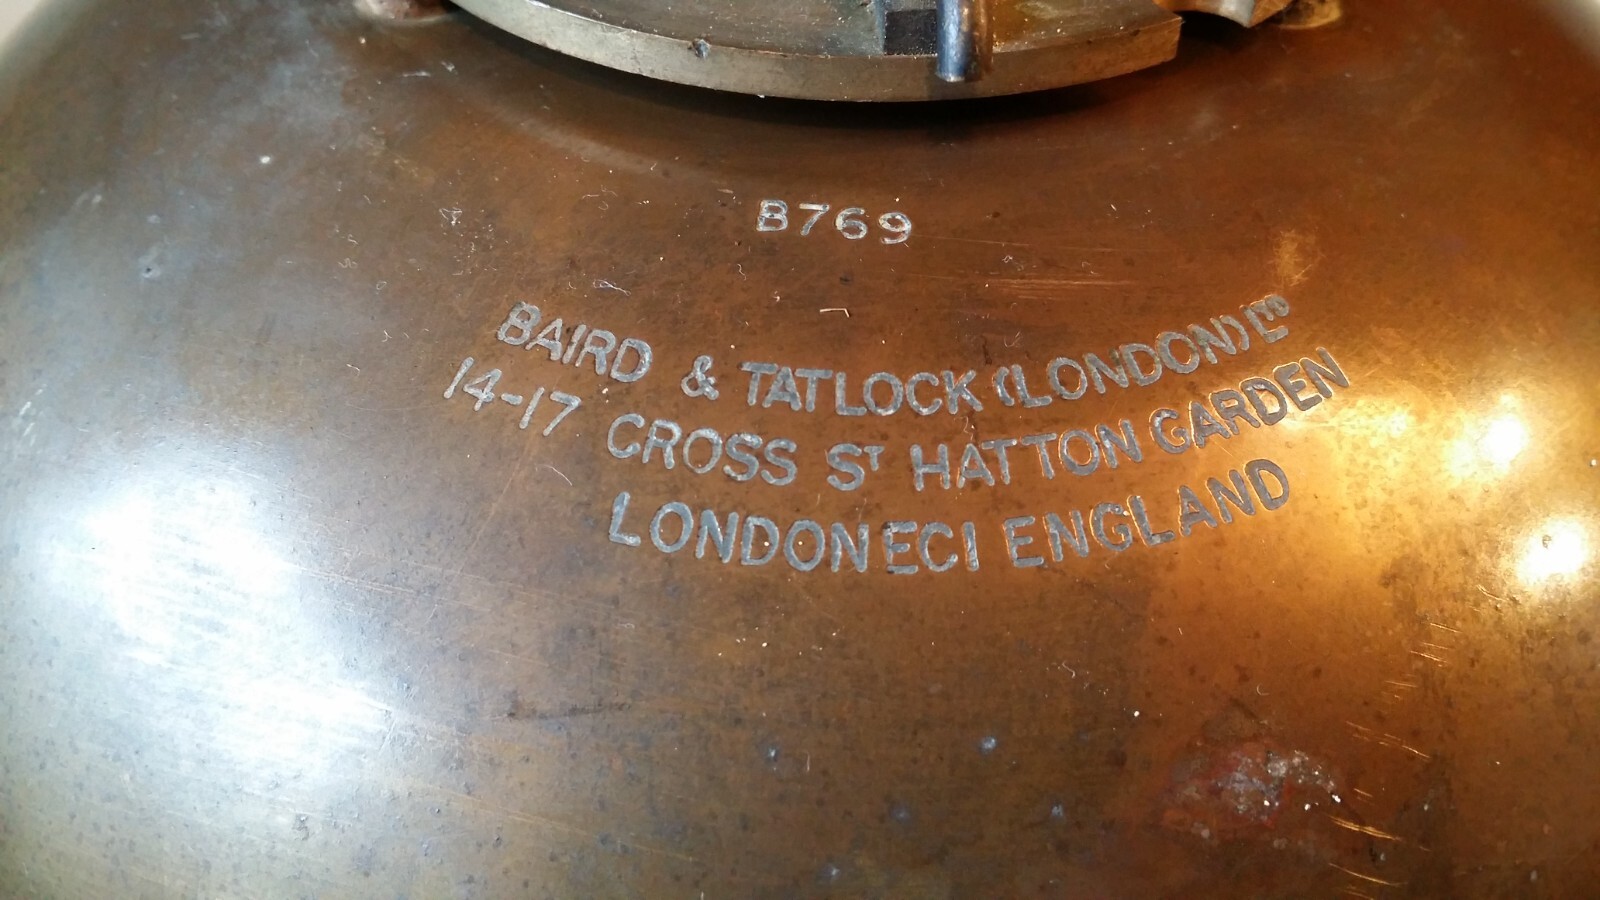 B769
BAIRD & TATLOCK (LONDON) LTD
14-17 CROSS ST HATTON GARDEN
LONDON EC1 ENGLAND